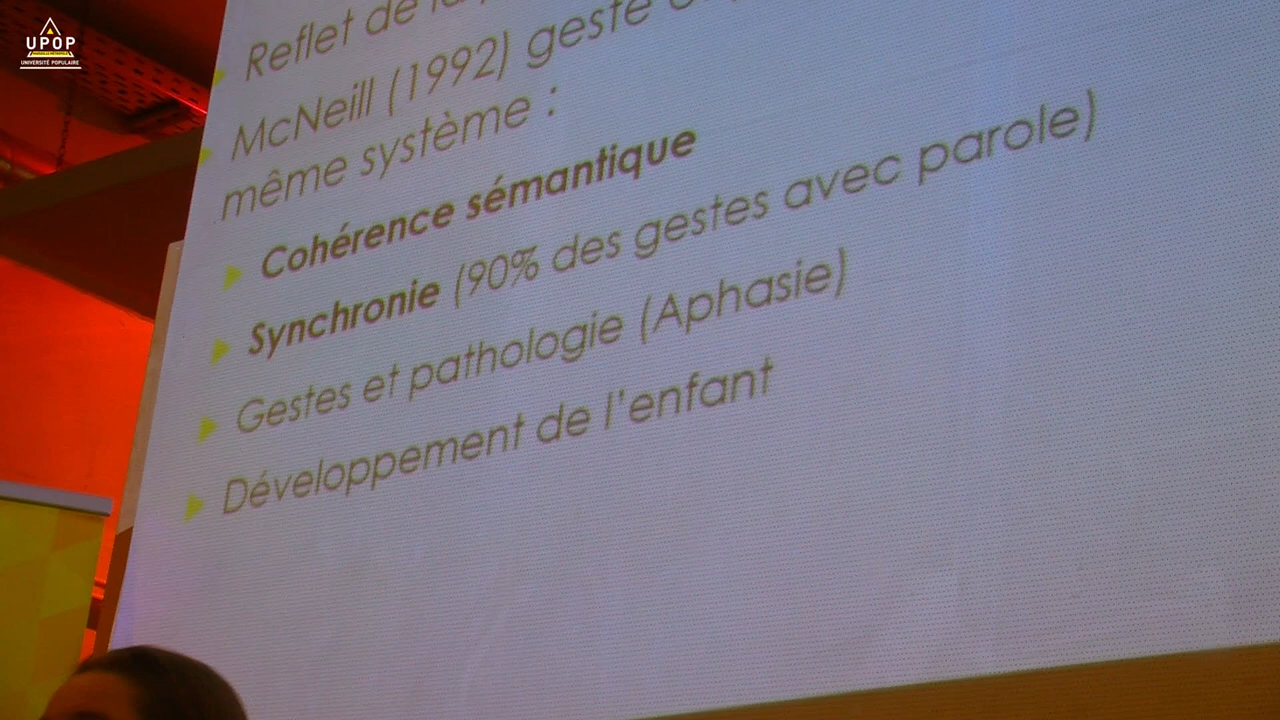 UPOP
UNIVERSITÉ POPULAIRE
Reflet de la
McNeill (1992) geste
même système :
Cohérence sémantique
Synchronie (90% des gestes avec parole)
Gestes et pathologie (Aphasie)
Développement de l'enfant